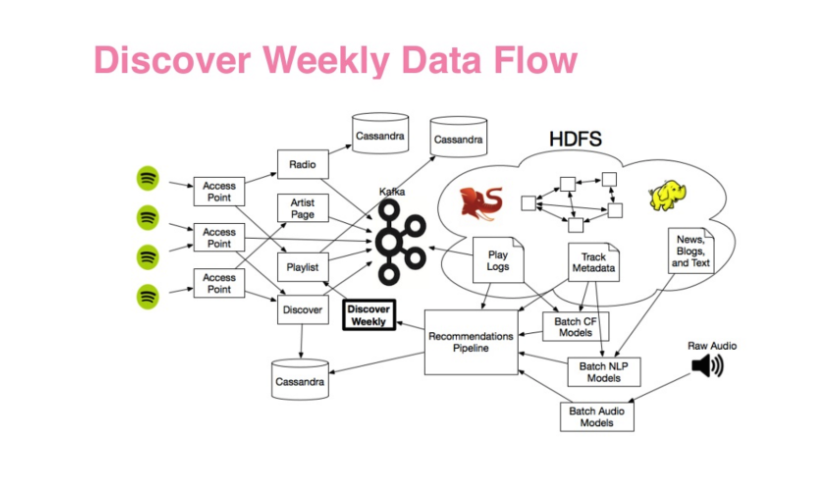 Discover Weekly Data Flow
Cassandra
Cassandra
HDFS
Radio
Access
Point
Artist
Page
Kafka
Access
Point
Playlist
Play
Logs
Track
Metadata
News,
Blogs,
and Text
Access
Point
Discover
Discover
Weekly
Recommendations
Pipeline
Batch CF
Models
Raw Audio
Batch NLP
Models
Cassandra
Batch Audio
Models